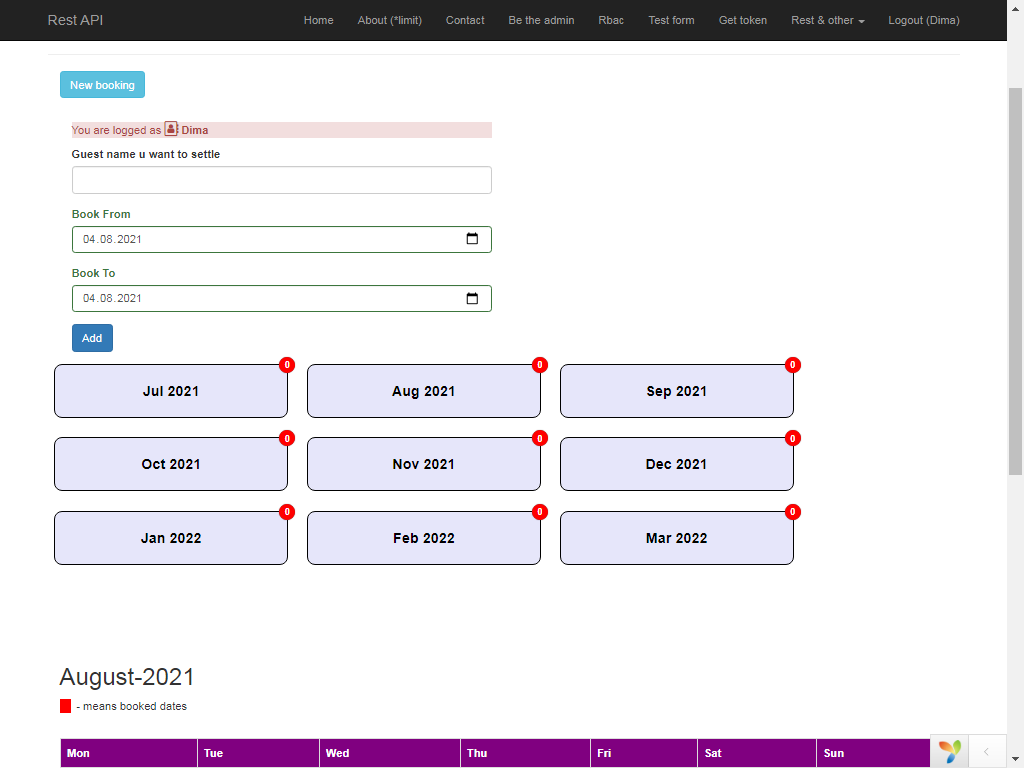 Rest API Home About (*limit) Contact Be the admin Rbac Test form Get token Rest & other Logout (Dima)
New booking
You are logged as Dima
Guest name u want to settle
Book From
04.08.2021
Book To
04.08.2021
Add
0 0 0
Jul 2021 Aug 2021 Sep 2021
0 0 0
Oct 2021 Nov 2021 Dec 2021
0 0 0
Jan 2022 Feb 2022 Mar 2022
August-2021
- means booked dates
Mon Tue Wed Thu Fri Sat Sun